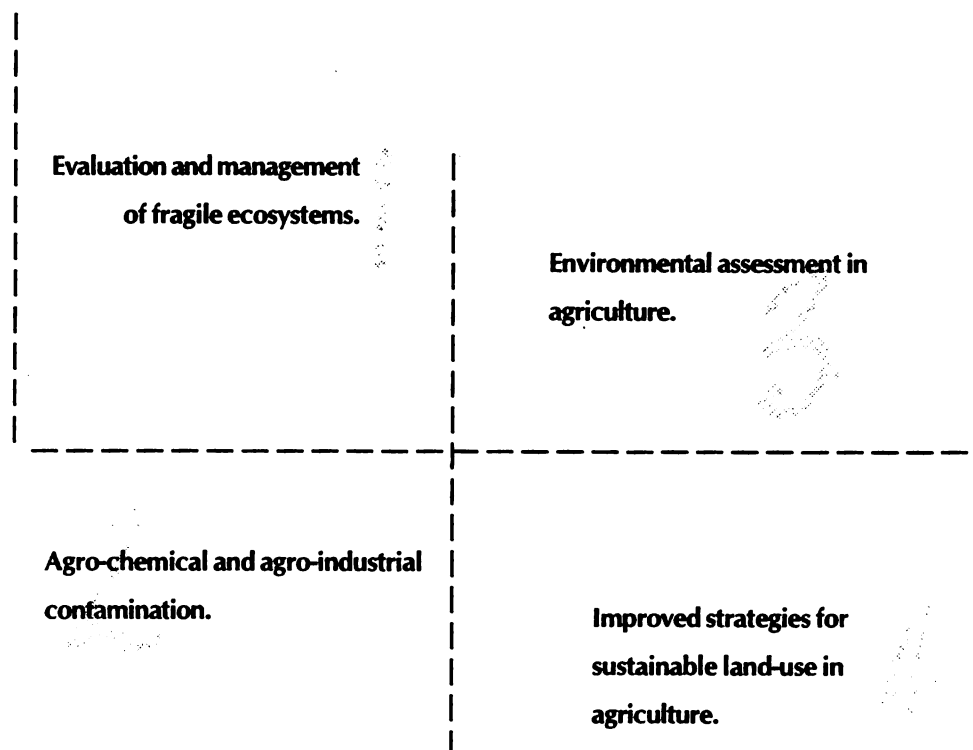 Evaluation and management
of fragile ecosystems.
Environmental assessment in
agriculture.
3
Agro-chemical and agro-industrial
contamination.
Improved strategies for
sustainable land-use in
agriculture.